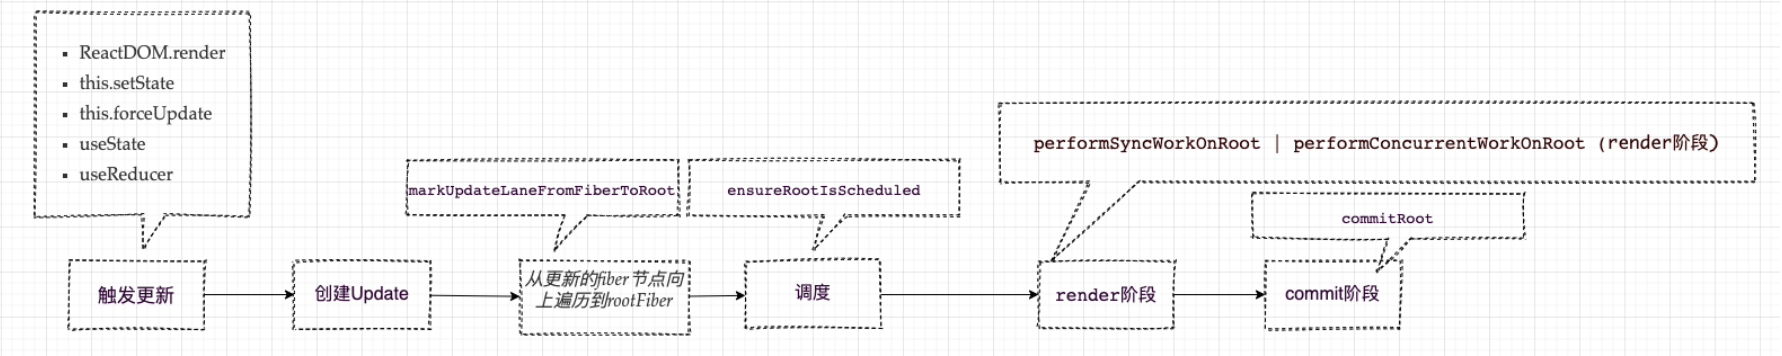 ReactDOM.render
this.setState
this.forceUpdate
useState
useReducer
markUpdateLaneFromFiberToRoot
ensureRootIsScheduled
performSyncWorkOnRoot | performConcurrentWorkOnRoot (render阶段)
commitRoot
触发更新
创建Update
从更新的fiber节点向
上遍历到rootFiber
调度
render阶段
commit阶段